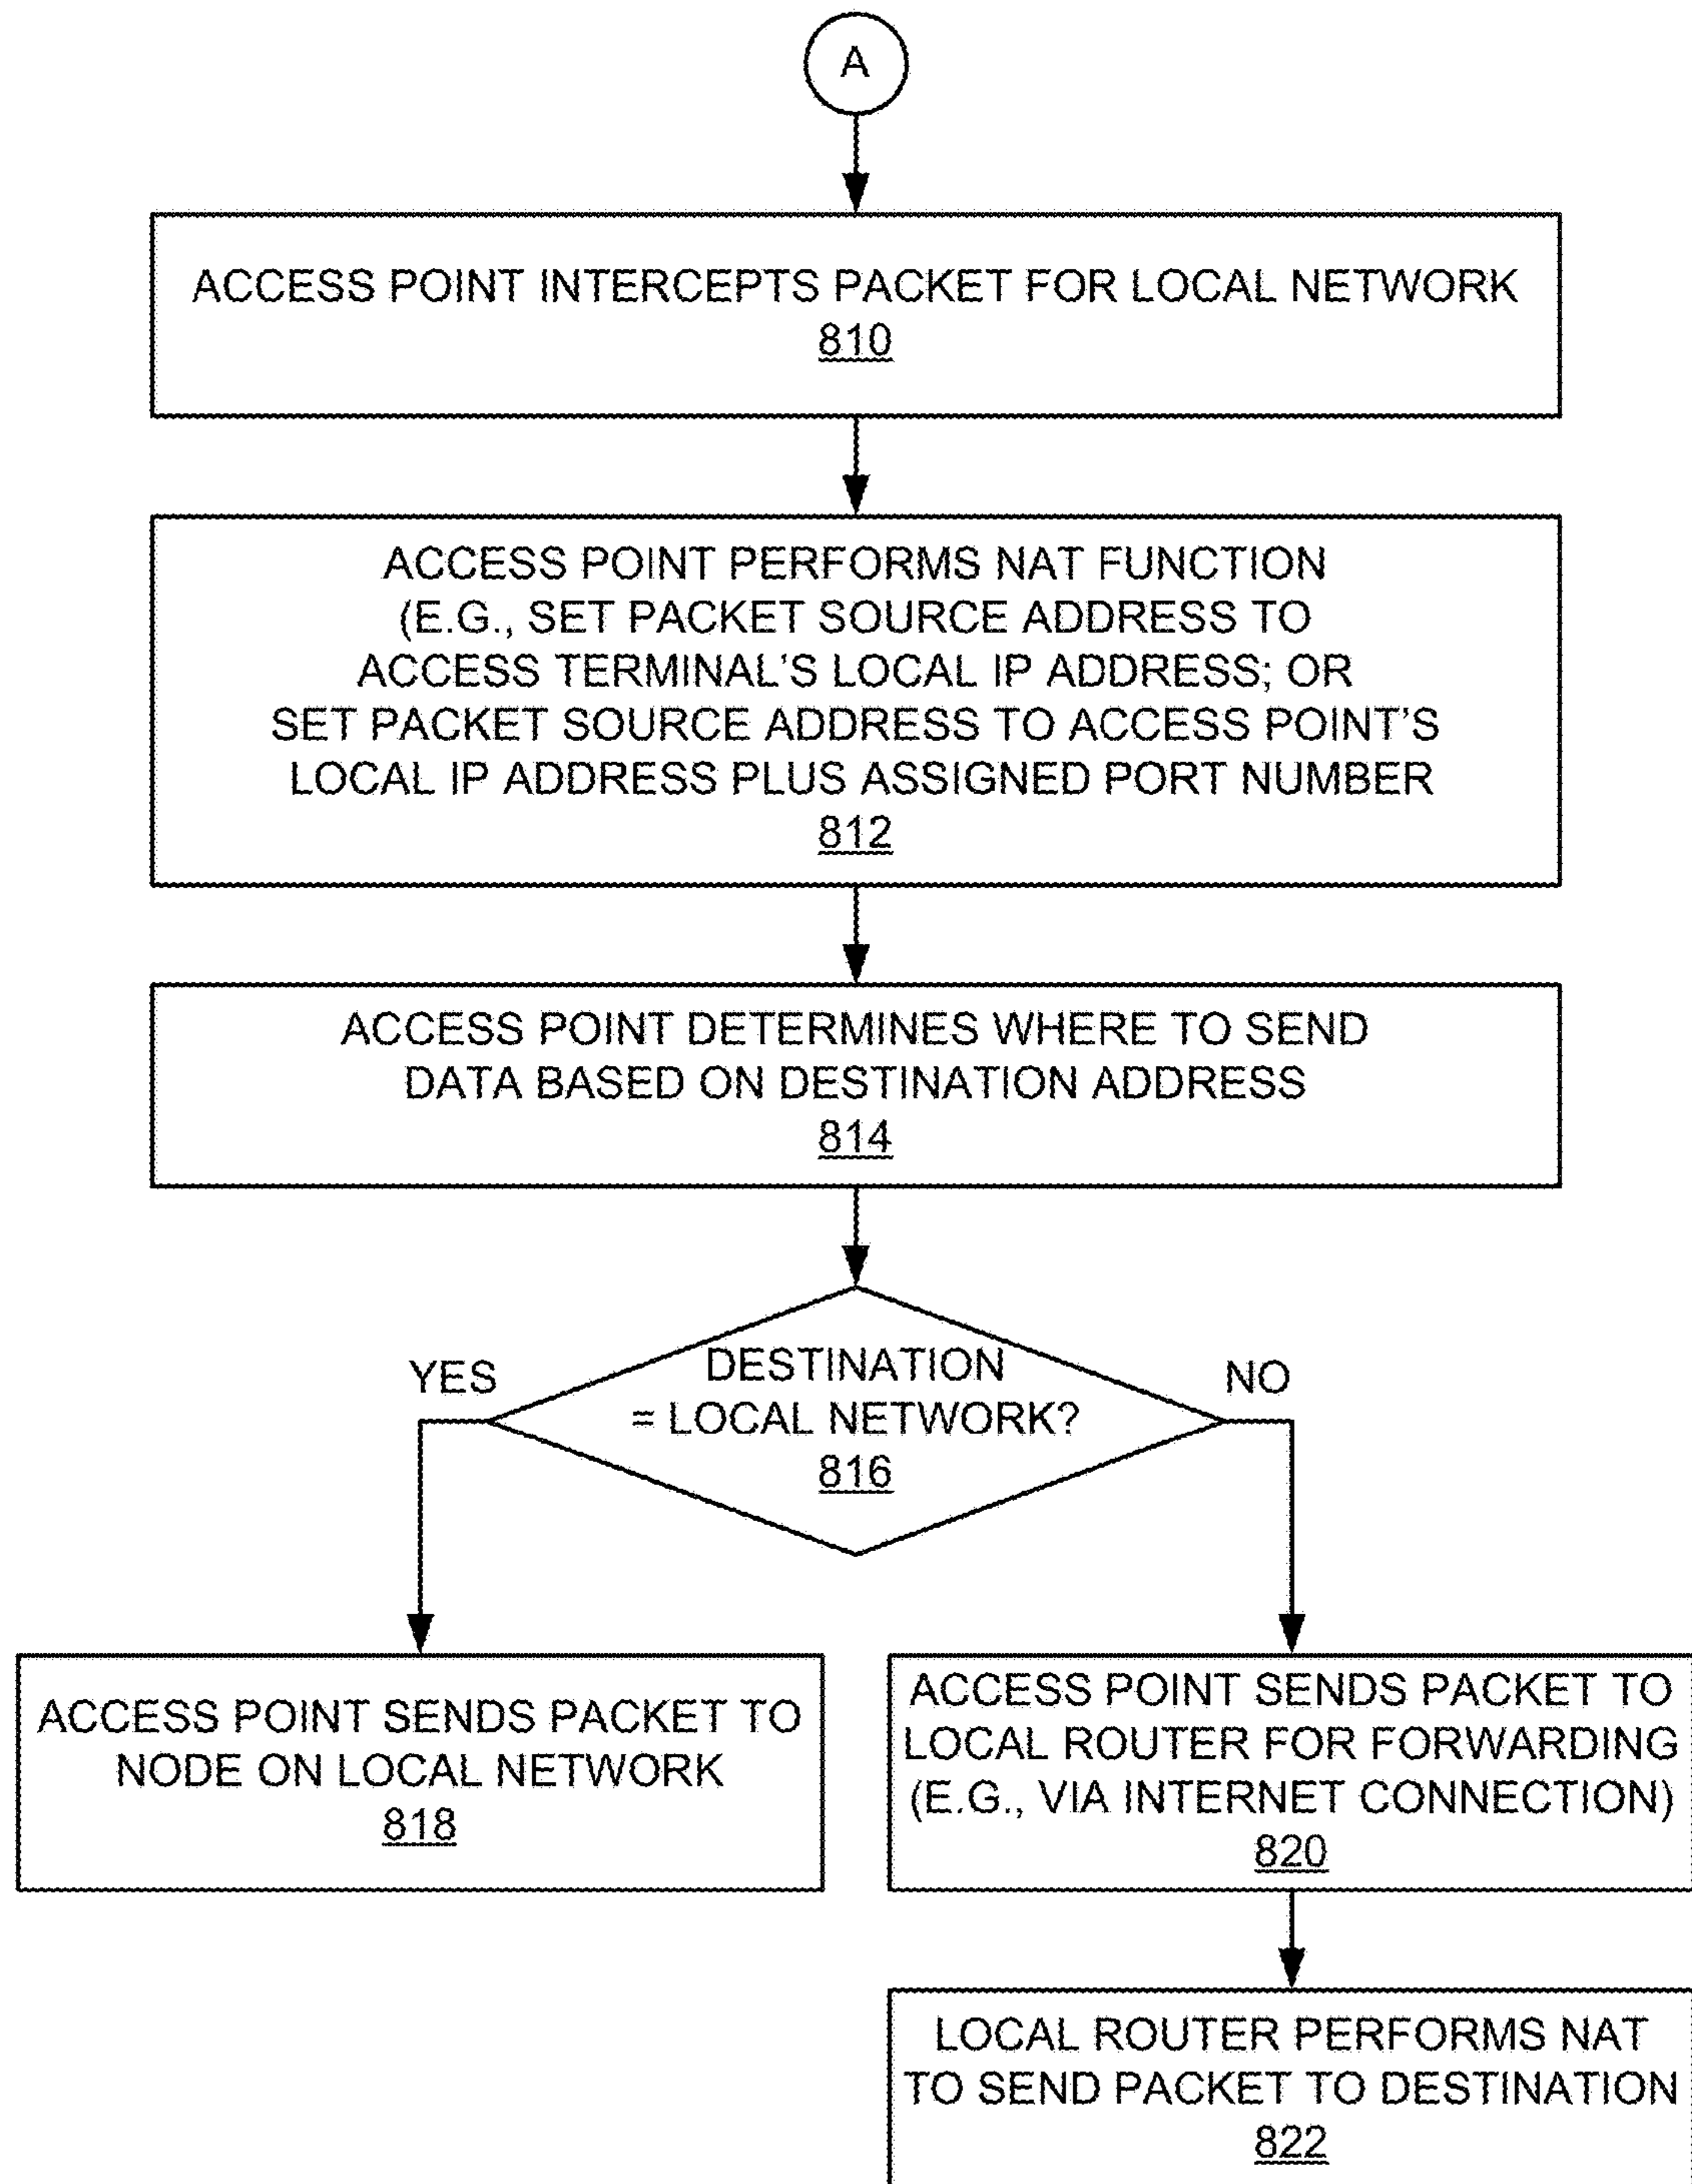 A
ACCESS POINT INTERCEPTS PACKET FOR LOCAL NETWORK
810
ACCESS POINT PERFORMS NAT FUNCTION
(E.G., SET PACKET SOURCE ADDRESS TO
ACCESS TERMINAL'S LOCAL IP ADDRESS; OR
SET PACKET SOURCE ADDRESS TO ACCESS POINT'S
LOCAL IP ADDRESS PLUS ASSIGNED PORT NUMBER
812
ACCESS POINT DETERMINES WHERE TO SEND
DATA BASED ON DESTINATION ADDRESS
814
DESTINATION
= LOCAL NETWORK?
816
YES
NO
ACCESS POINT SENDS PACKET TO
NODE ON LOCAL NETWORK
818
ACCESS POINT SENDS PACKET TO
LOCAL ROUTER FOR FORWARDING
(E.G., VIA INTERNET CONNECTION)
820
LOCAL ROUTER PERFORMS NAT
TO SEND PACKET TO DESTINATION
822